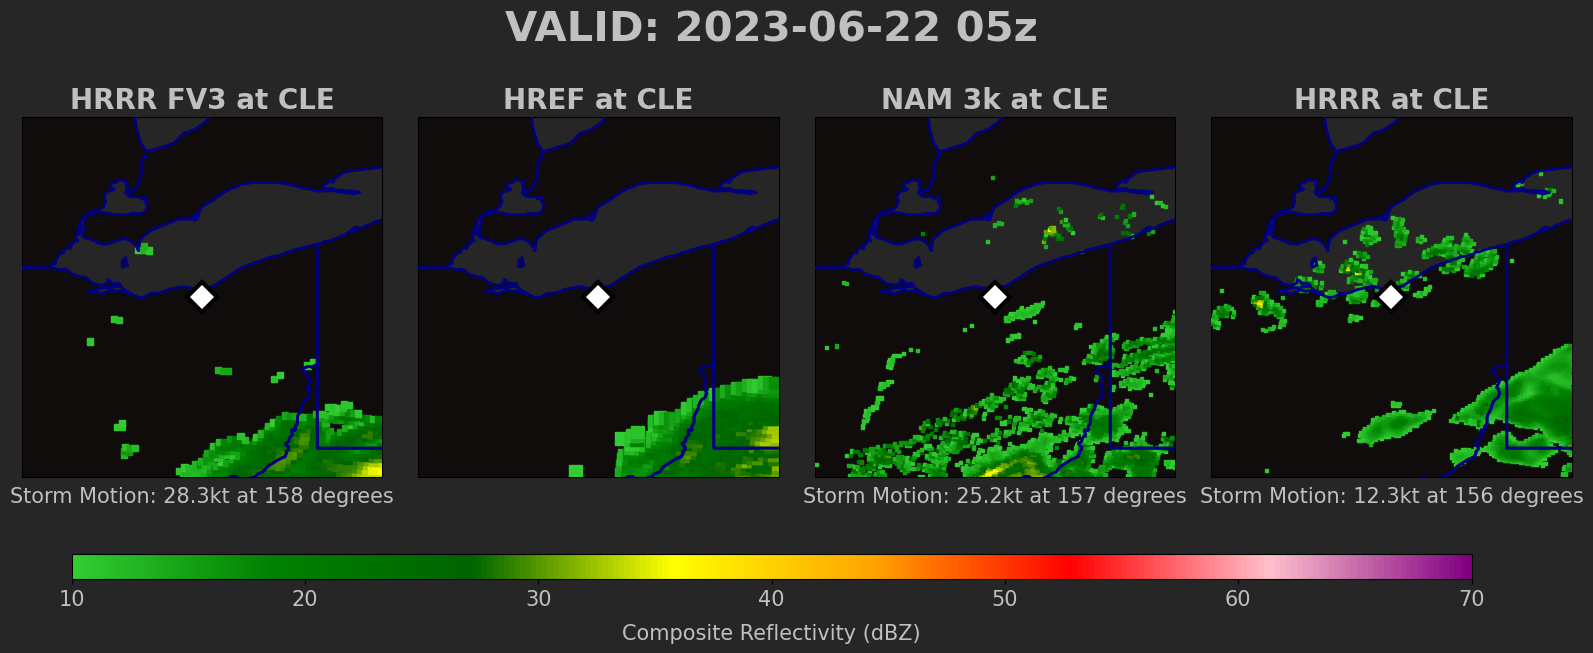 VALID: 2023-06-22 05z
HRRR FV3 at CLE
HREF at CLE
NAM 3k at CLE
HRRR at CLE
Storm Motion: 28.3kt at 158 degrees
Storm Motion: 25.2kt at 157 degrees
Storm Motion: 12.3kt at 156 degrees
10 20 30 40 50 60 70
Composite Reflectivity (dBZ)